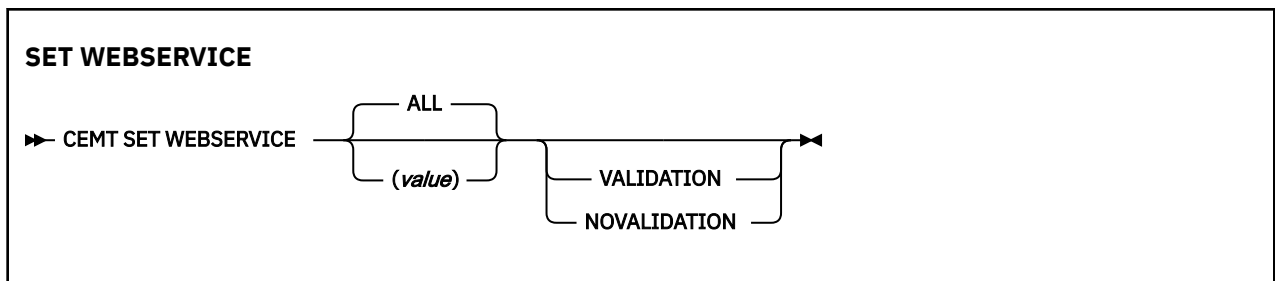 SET WEBSERVICE
ALL
CEMT SET WEBSERVICE
(value)
VALIDATION
NOVALIDATION